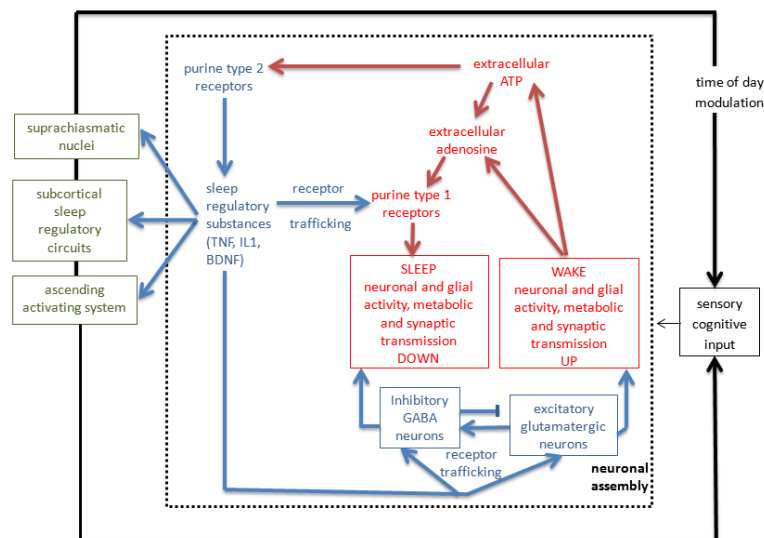 purine type 2
receptors
extracellular
ATP
time of day
modulation
suprachiasmatic
nuclei
extracellular
adenosine
subcortical
sleep
regulatory
circuits
sleep
regulatory
substances
(TNF, IL1,
BDNF)
receptor
trafficking
purine type 1
receptors
ascending
activating system
SLEEP
neuronal and glial
activity, metabolic
and synaptic
transmission
DOWN
WAKE
neuronal and glial
activity, metabolic
and synaptic
transmission
UP
sensory
cognitive
input
Inhibitory
GABA
neurons
excitatory
glutamatergic
neurons
receptor
trafficking
neuronal
assembly